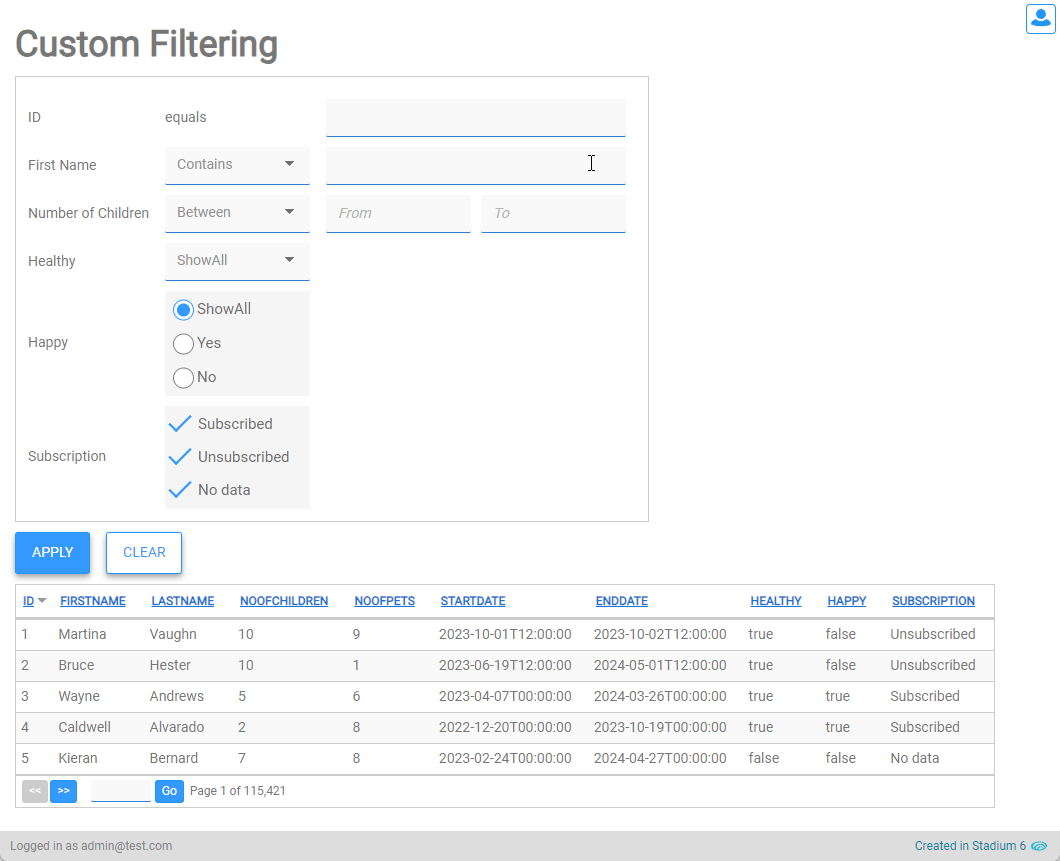 Custom Filtering
ID equals
First Name Contains
Number of Children Between From To
Healthy ShowAll
Happy
ShowAll
Yes
No
Subscription
Subscribed
Unsubscribed
No data
APPLY CLEAR
ID FIRSTNAME LASTNAME NOOFCHILDREN NOOFPETS STARTDATE ENDDATE HEALTHY HAPPY SUBSCRIPTION
1 Martina Vaughn 10 9 2023-10-01T12:00:00 2023-10-02T12:00:00 true false Unsubscribed
2 Bruce Hester 10 1 2023-06-19T12:00:00 2024-05-01T12:00:00 true false Unsubscribed
3 Wayne Andrews 5 6 2023-04-07T00:00:00 2024-03-26T00:00:00 true true Subscribed
4 Caldwell Alvarado 2 8 2022-12-20T00:00:00 2023-10-19T00:00:00 true true Subscribed
5 Kieran Bernard 7 8 2023-02-24T00:00:00 2024-04-27T00:00:00 false false No data
<< >> Go Page 1 of 115,421
Logged in as admin@test.com Created in Stadium 6